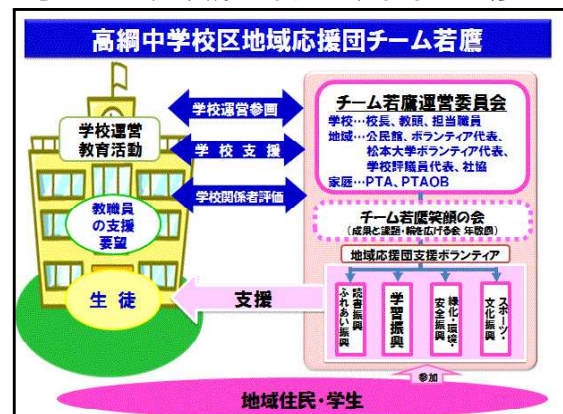 高綱中学校区地域応援団チーム若鷹
学校運営
教育活動
教職員
の支援
要望
生徒
学校運営参画
学校支援
学校関係者評価
支援
チーム若鷹運営委員会
学校…校長、教頭、担当職員
地域…公民館、ボランティア代表、
松本大学ボランティア代表、
学校評議員代表、社協
家庭…PTA、PTAOB
チーム若鷹笑顔の会
(成果と課題・輪を広げる会 年数回)
地域応援団支援ボランティア
読書振興
ふれあい振興
学習振興
緑化・環境・
安全振興
スポーツ・
文化振興
参加
地域住民・学生